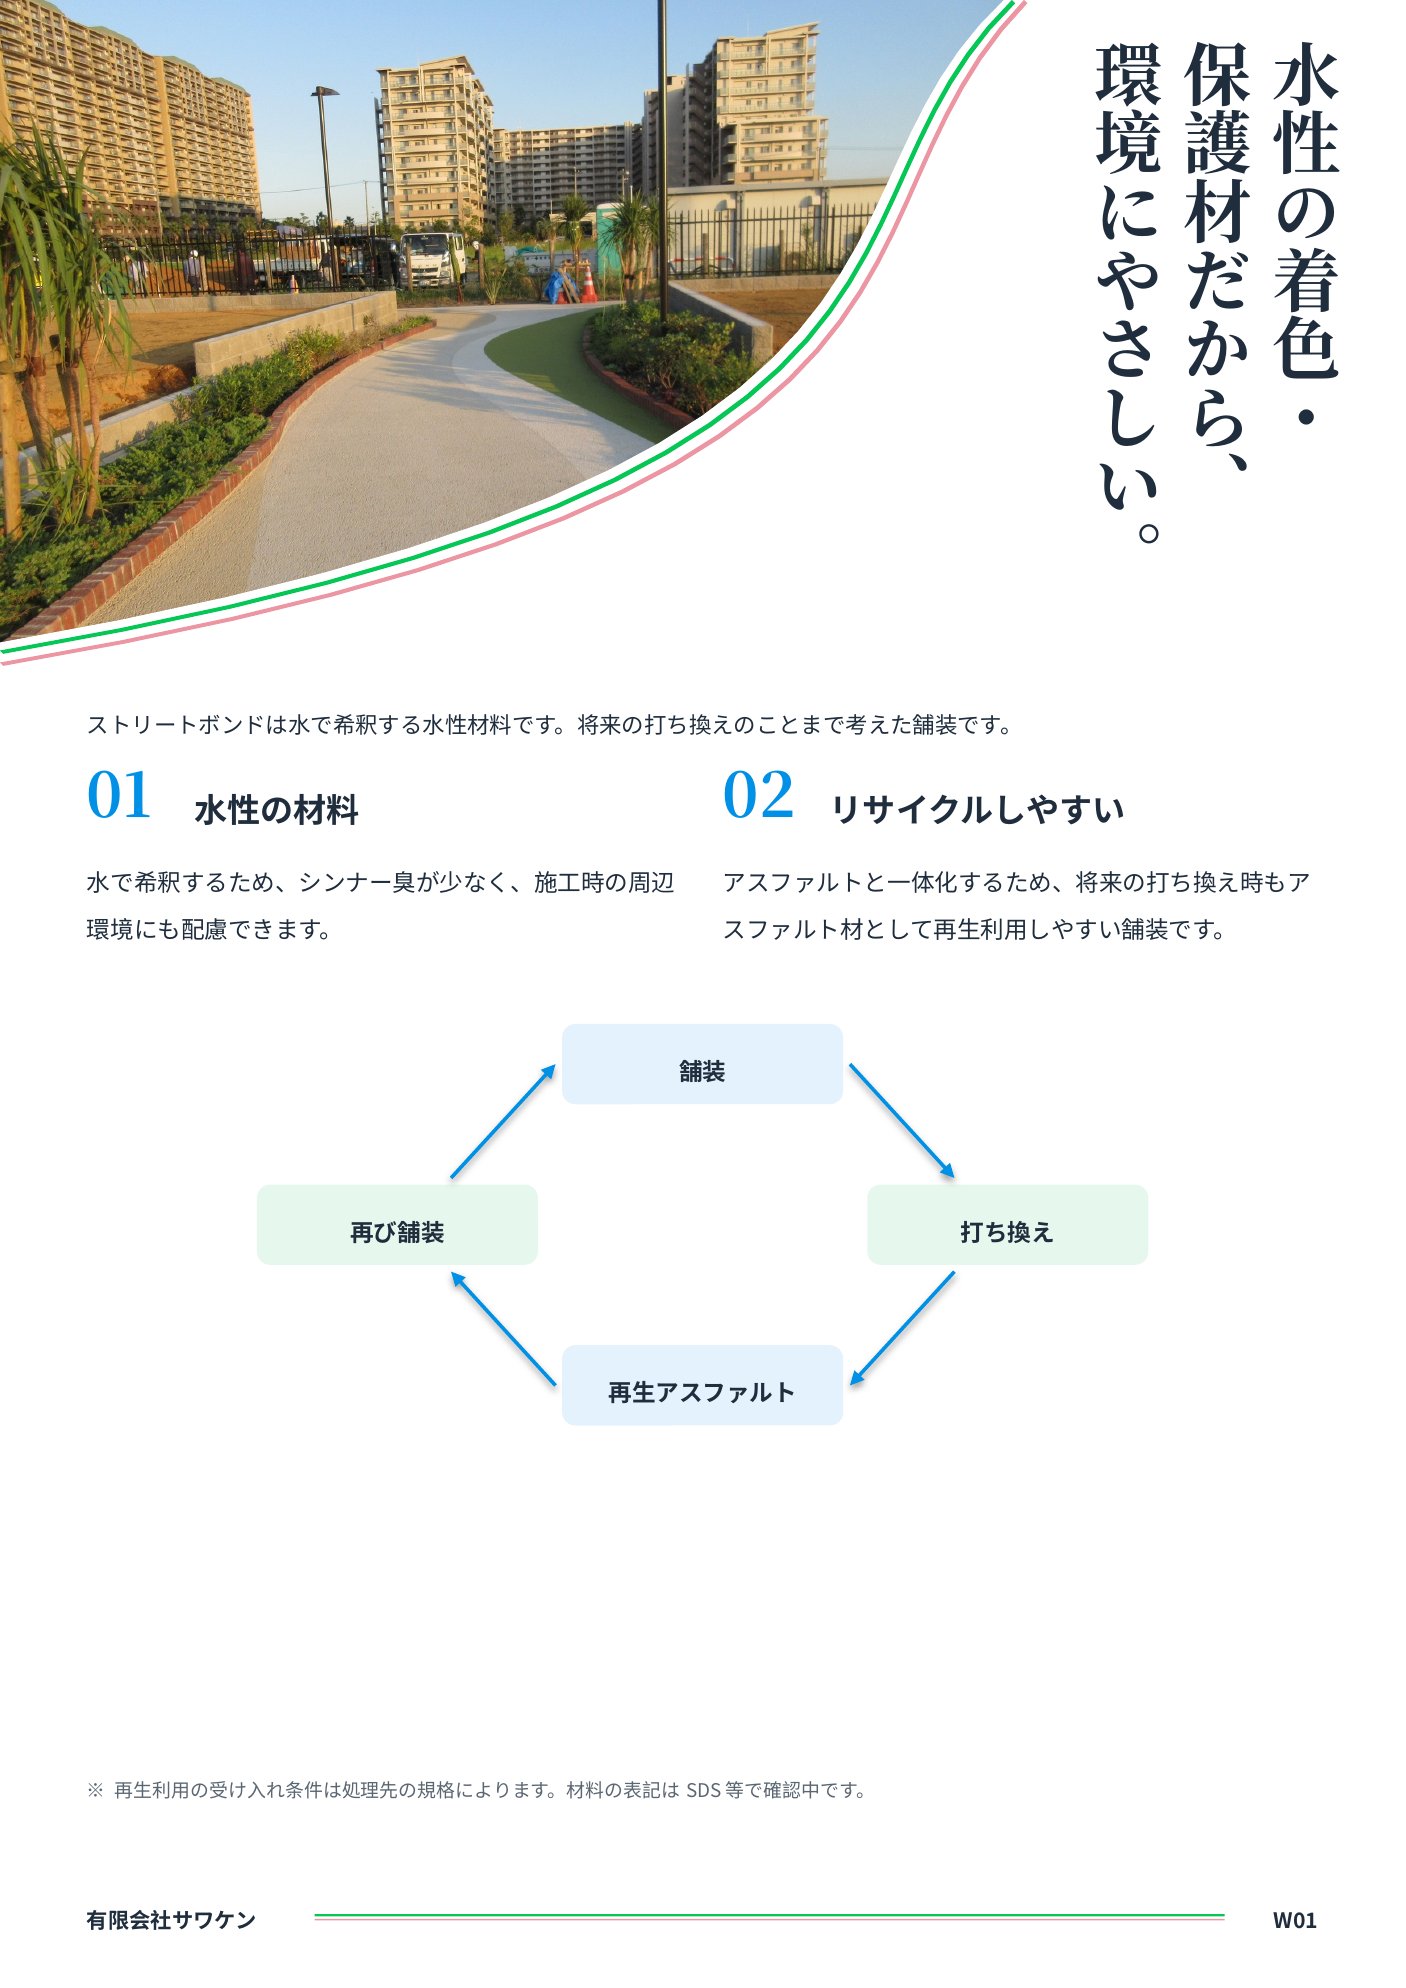 水性の着色・
保護材だから、
環境にやさしい。
ストリートボンドは水で希釈する水性材料です。将来の打ち換えのことまで考えた舗装です。
01 水性の材料
水で希釈するため、シンナー臭が少なく、施工時の周辺
環境にも配慮できます。
02 リサイクルしやすい
アスファルトと一体化するため、将来の打ち換え時もア
スファルト材として再生利用しやすい舗装です。
舗装
再び舗装
打ち換え
再生アスファルト
※ 再生利用の受け入れ条件は処理先の規格によります。材料の表記は SDS 等で確認中です。
有限会社サワケン
W01